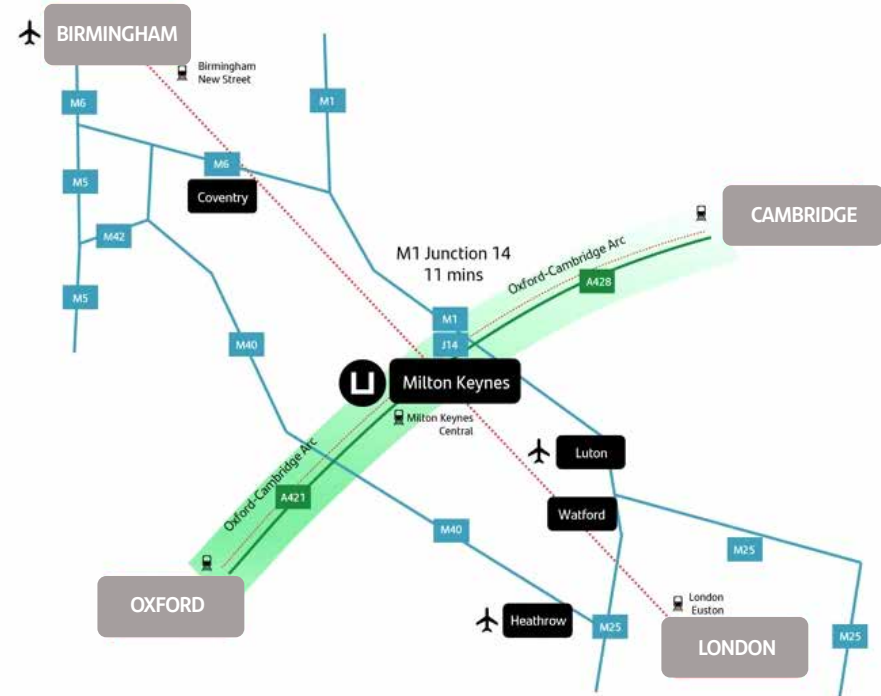 BIRMINGHAM
Birmingham
New Street
M6
M1
M6
M5
Coventry
CAMBRIDGE
M42
M1 Junction 14
11 mins
Oxford-Cambridge Arc
A428
M5
M1
J14
M40
Milton Keynes
Milton Keynes
Central
Luton
Oxford-Cambridge Arc
A421
Watford
M40
M25
OXFORD
London
Euston
Heathrow
M25
M25
LONDON